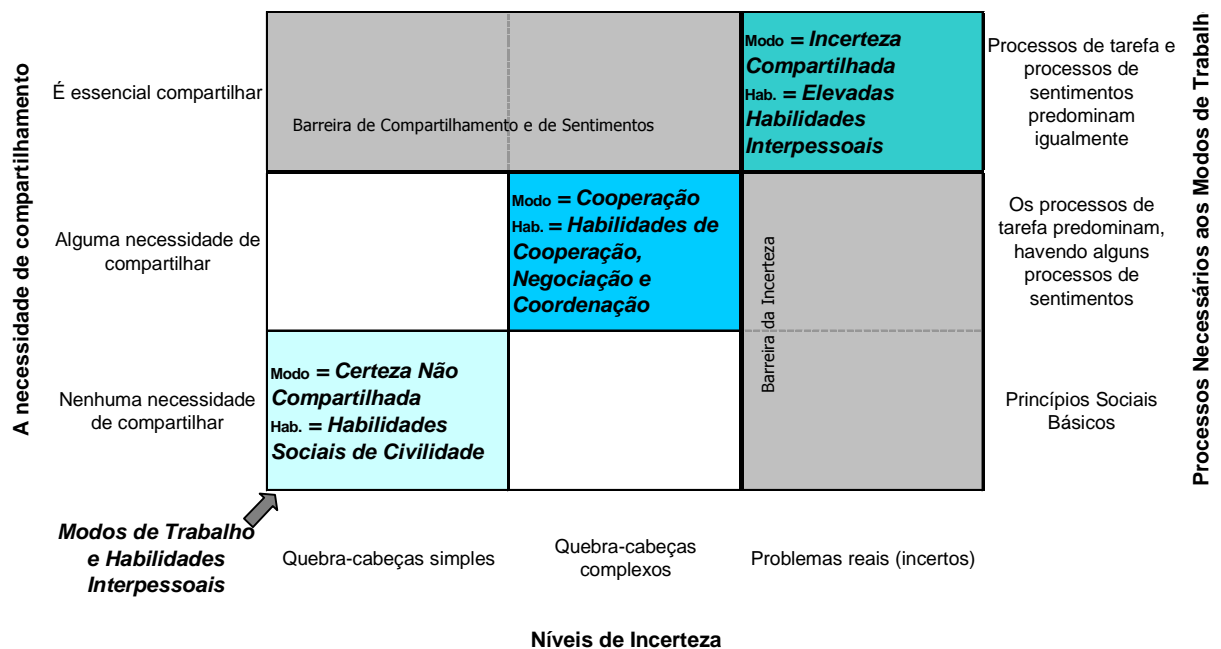 A necessidade de compartilhamento
É essencial compartilhar
Alguma necessidade de
compartilhar
Nenhuma necessidade
de compartilhar
Barreira de Compartilhamento e de Sentimentos
Modo = Incerteza
Compartilhada
Hab. = Elevadas
Habilidades
Interpessoais
Modo = Cooperação
Hab. = Habilidades de
Cooperação,
Negociação e
Coordenação
Barreira da Incerteza
Modo = Certeza Não
Compartilhada
Hab. = Habilidades
Sociais de Civilidade
Processos de tarefa e
processos de
sentimentos
predominam
igualmente
Os processos de
tarefa predominam,
havendo alguns
processos de
sentimentos
Princípios Sociais
Básicos
Processos Necessários aos Modos de Trabalh
Modos de Trabalho
e Habilidades
Interpessoais
Quebra-cabeças simples
Quebra-cabeças
complexos
Problemas reais (incertos)
Níveis de Incerteza